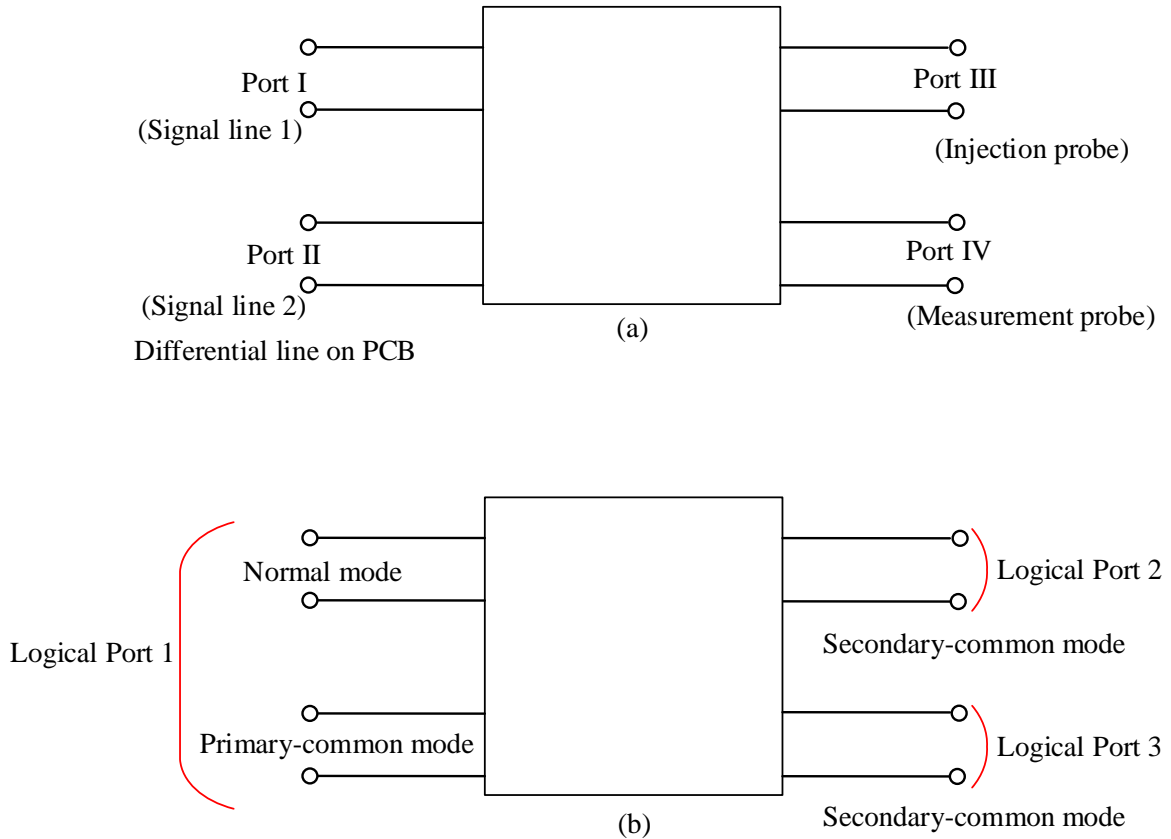 Port I
(Signal line 1)
Port III
(Injection probe)
Port II
(Signal line 2)
Differential line on PCB
Port IV
(Measurement probe)
(a)
Logical Port 1
Normal mode
Primary-common mode
Logical Port 2
Secondary-common mode
Logical Port 3
Secondary-common mode
(b)